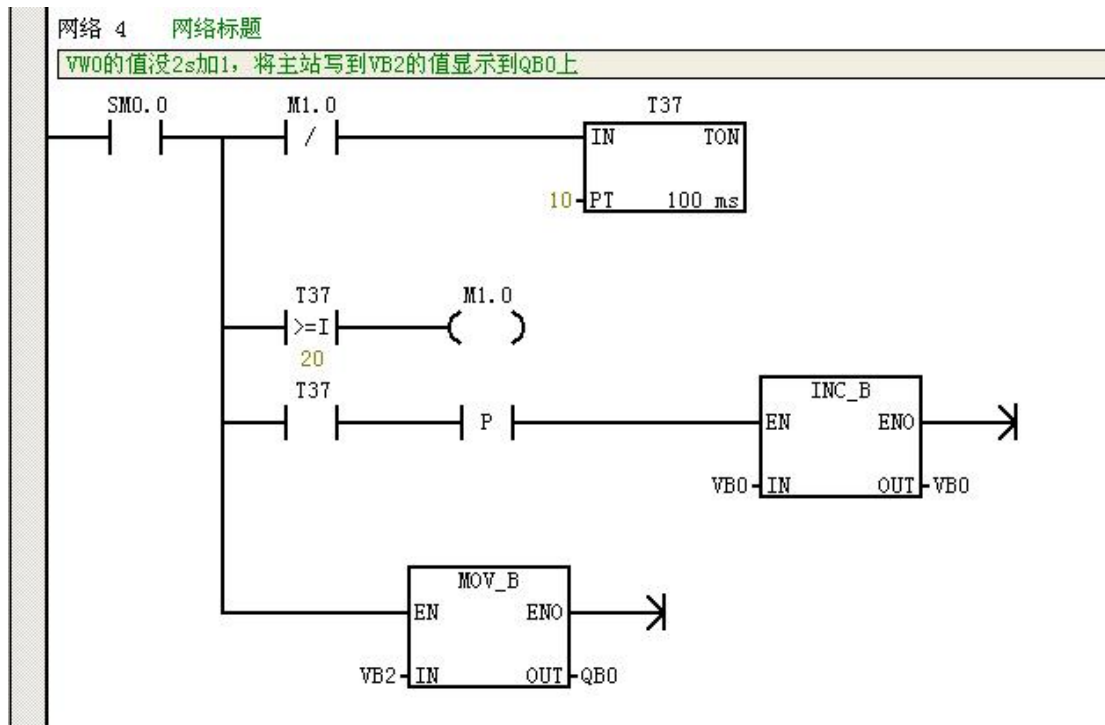 网络 4 网络标题
VW0的值没2s加1，将主站写到VB2的值显示到QB0上
SM0.0 M1.0 T37
/ IN TON
10 PT 100 ms
T37 M1.0
>=I
20
T37 INC_B
P EN ENO
VB0 IN OUT VB0
MOV_B
EN ENO
VB2 IN OUT QB0